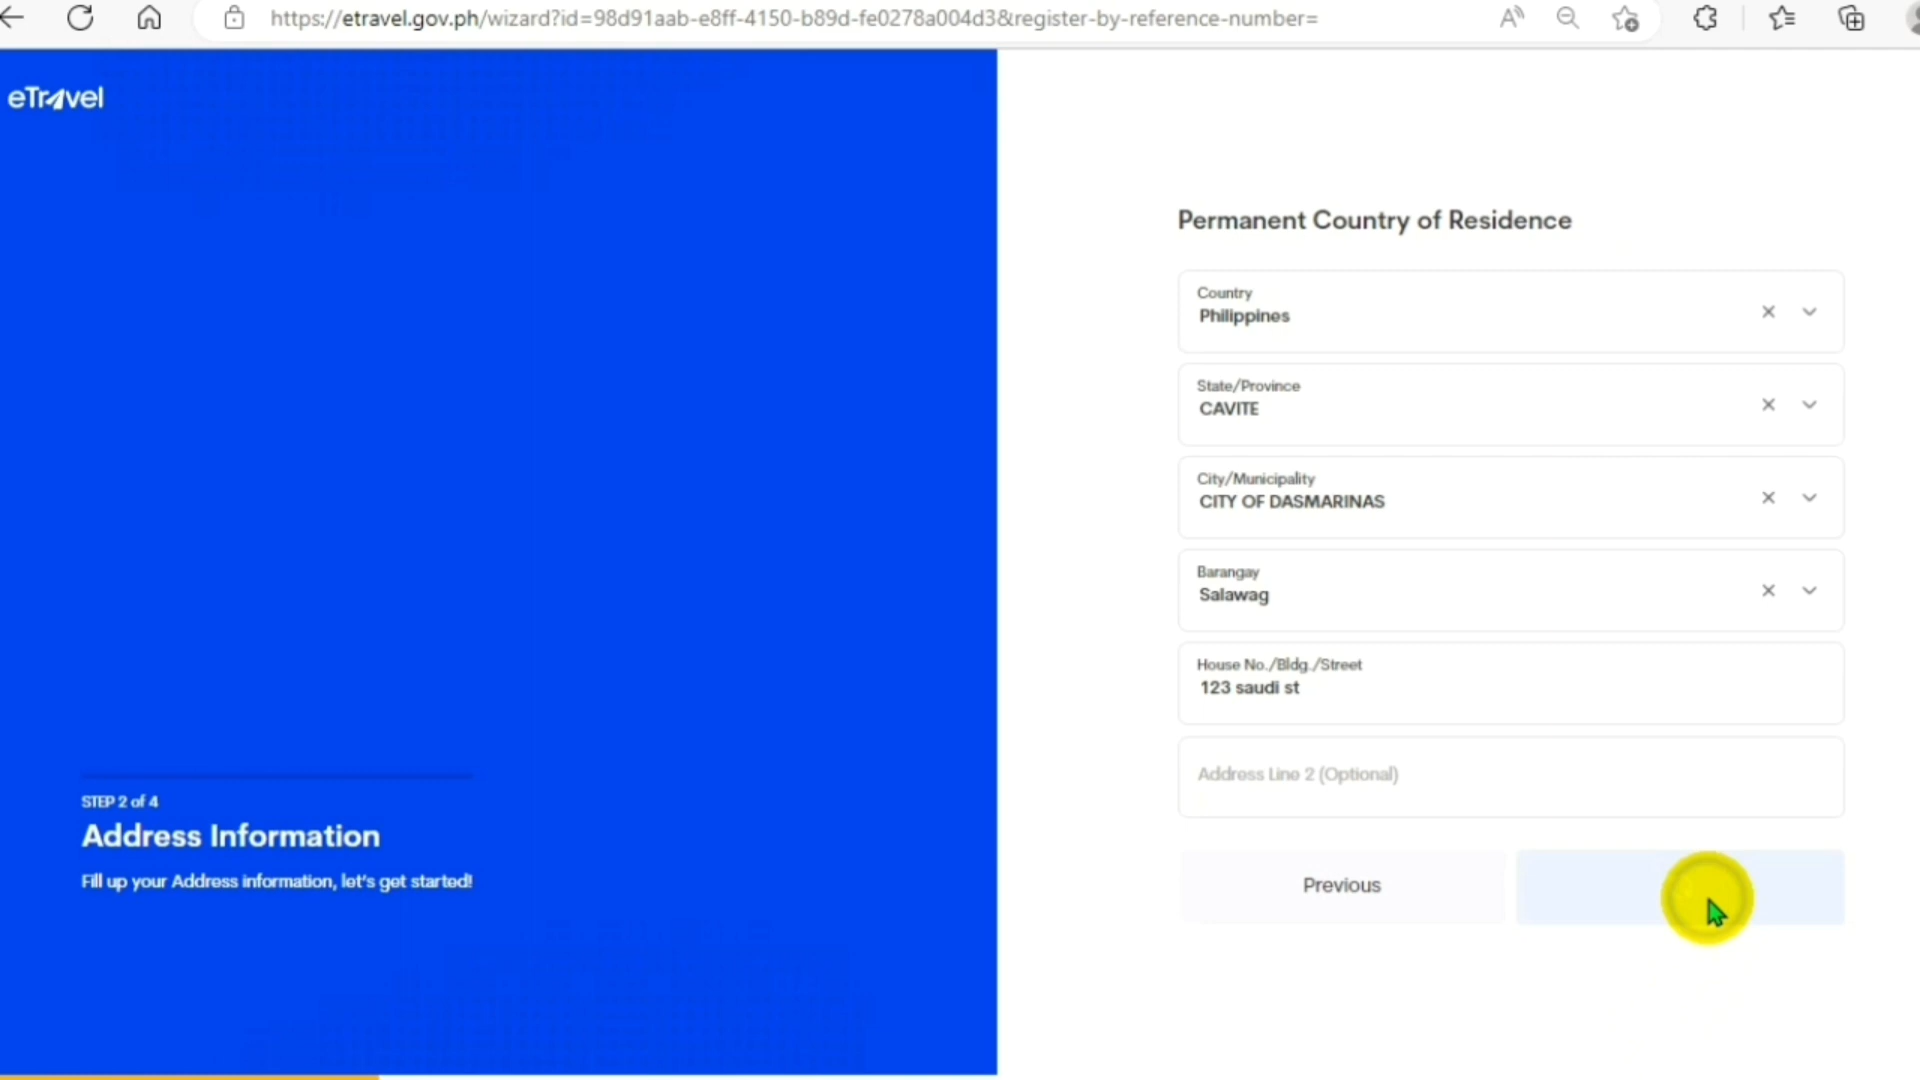 https://etravel.gov.ph/wizard?id=98d91aab-e8ff-4150-b89d-fe0278a004d3&register-by-reference-number=
eTravel
Permanent Country of Residence
Country
Philippines
State/Province
CAVITE
City/Municipality
CITY OF DASMARINAS
Barangay
Salawag
House No./Bldg./Street
123 saudi st
Address Line 2 (Optional)
Previous
STEP 2 of 4
Address Information
Fill up your Address information, let's get started!